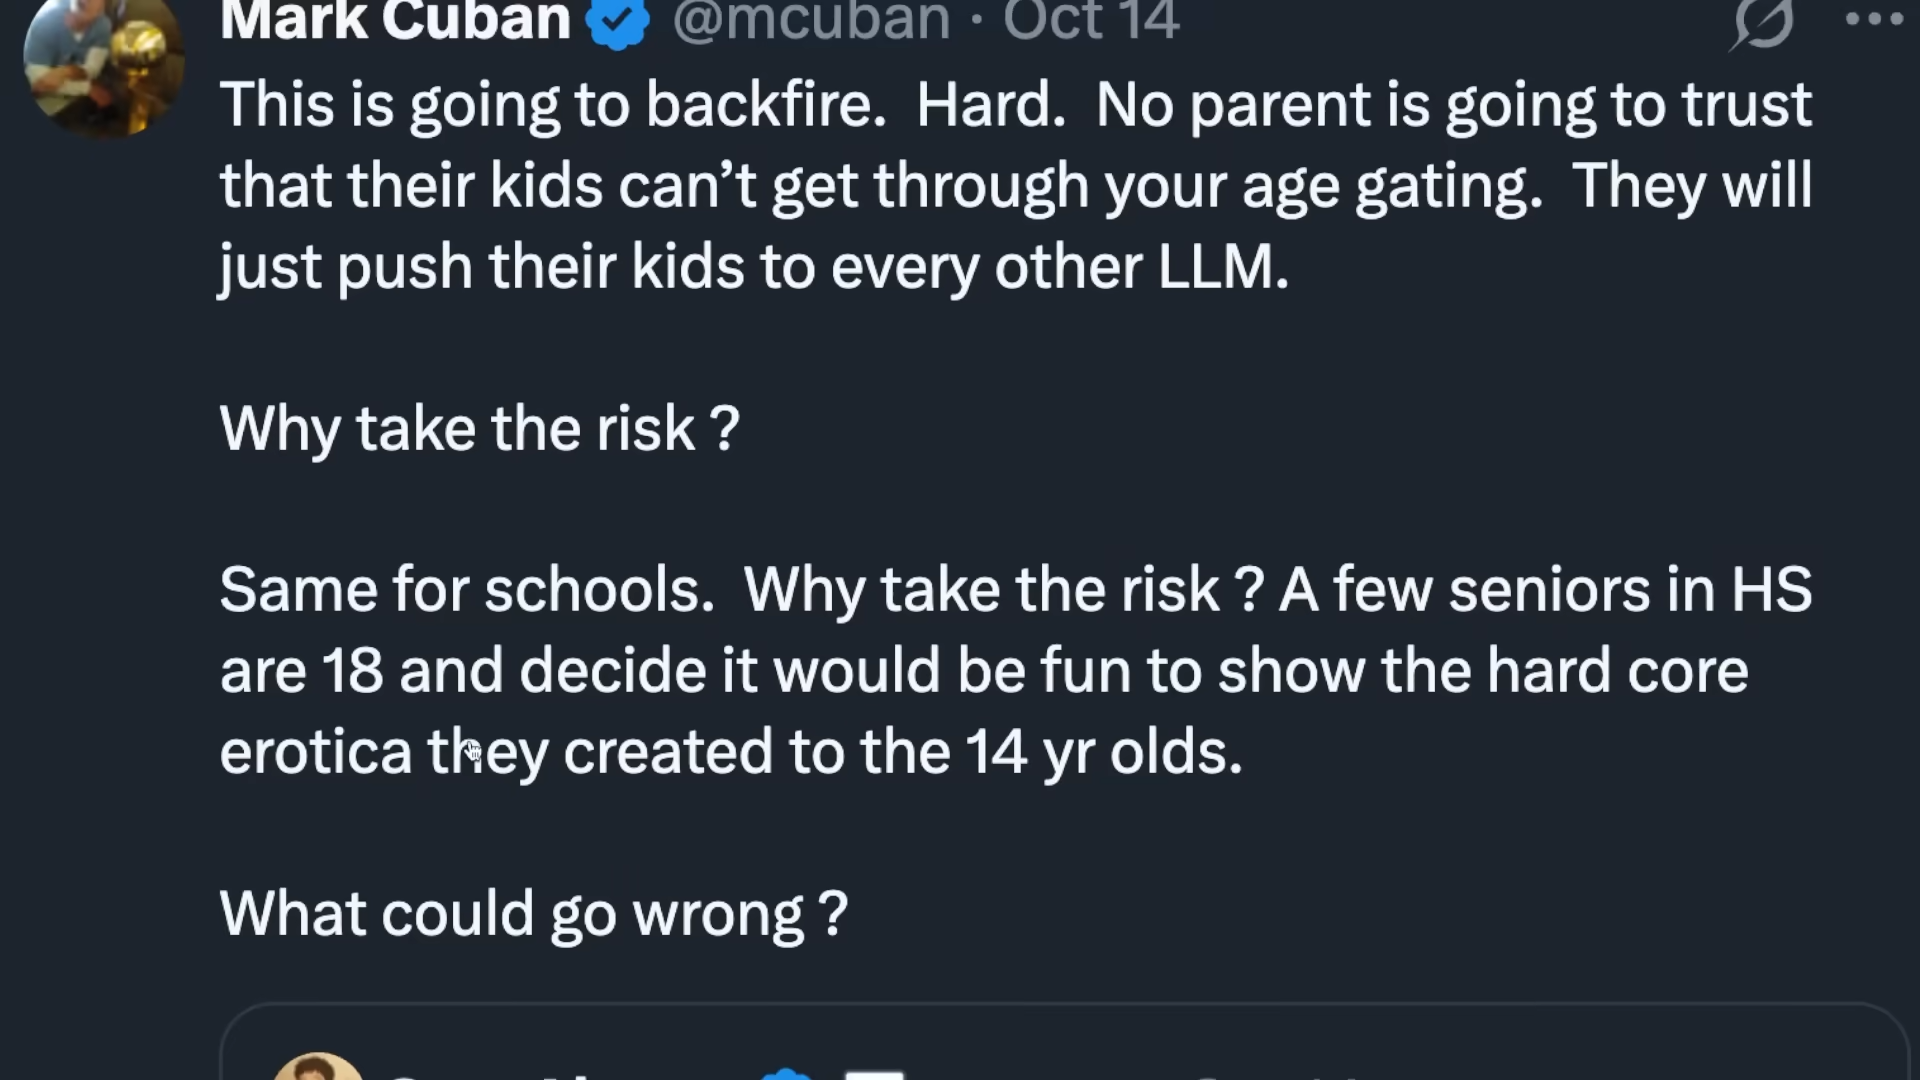 Mark Cuban @mcuban · Oct 14
This is going to backfire.  Hard.  No parent is going to trust
that their kids can’t get through your age gating.  They will
just push their kids to every other LLM.
Why take the risk ?
Same for schools.  Why take the risk ? A few seniors in HS
are 18 and decide it would be fun to show the hard core
erotica they created to the 14 yr olds.
What could go wrong ?